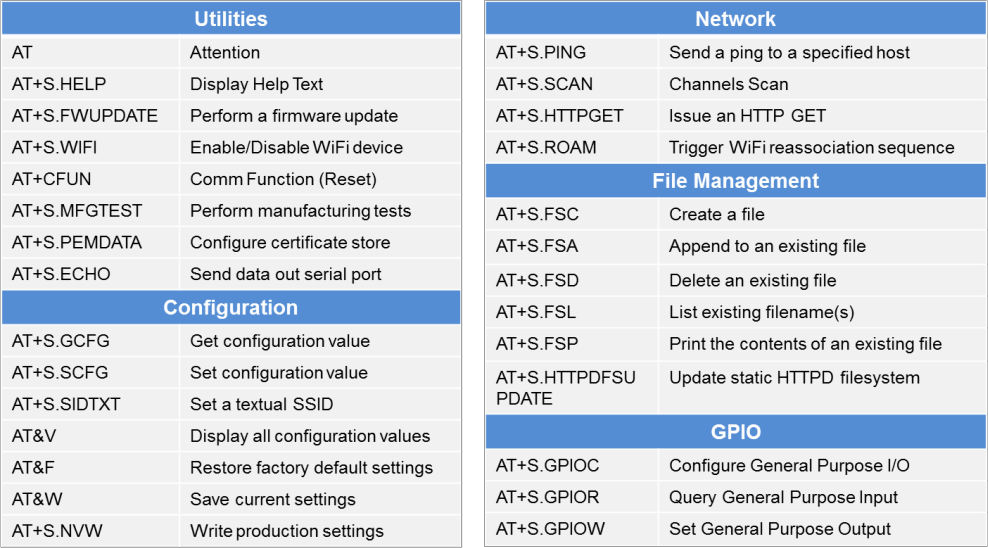 Utilities
AT Attention
AT+S.HELP Display Help Text
AT+S.FWUPDATE Perform a firmware update
AT+S.WIFI Enable/Disable WiFi device
AT+CFUN Comm Function (Reset)
AT+S.MFGTEST Perform manufacturing tests
AT+S.PEMDATA Configure certificate store
AT+S.ECHO Send data out serial port
Configuration
AT+S.GCFG Get configuration value
AT+S.SCFG Set configuration value
AT+S.SIDTXT Set a textual SSID
AT&V Display all configuration values
AT&F Restore factory default settings
AT&W Save current settings
AT+S.NVW Write production settings
Network
AT+S.PING Send a ping to a specified host
AT+S.SCAN Channels Scan
AT+S.HTTPGET Issue an HTTP GET
AT+S.ROAM Trigger WiFi reassociation sequence
File Management
AT+S.FSC Create a file
AT+S.FSA Append to an existing file
AT+S.FSD Delete an existing file
AT+S.FSL List existing filename(s)
AT+S.FSP Print the contents of an existing file
AT+S.HTTPDFSU Update static HTTPD filesystem
PDATE
GPIO
AT+S.GPIOC Configure General Purpose I/O
AT+S.GPIOR Query General Purpose Input
AT+S.GPIOW Set General Purpose Output